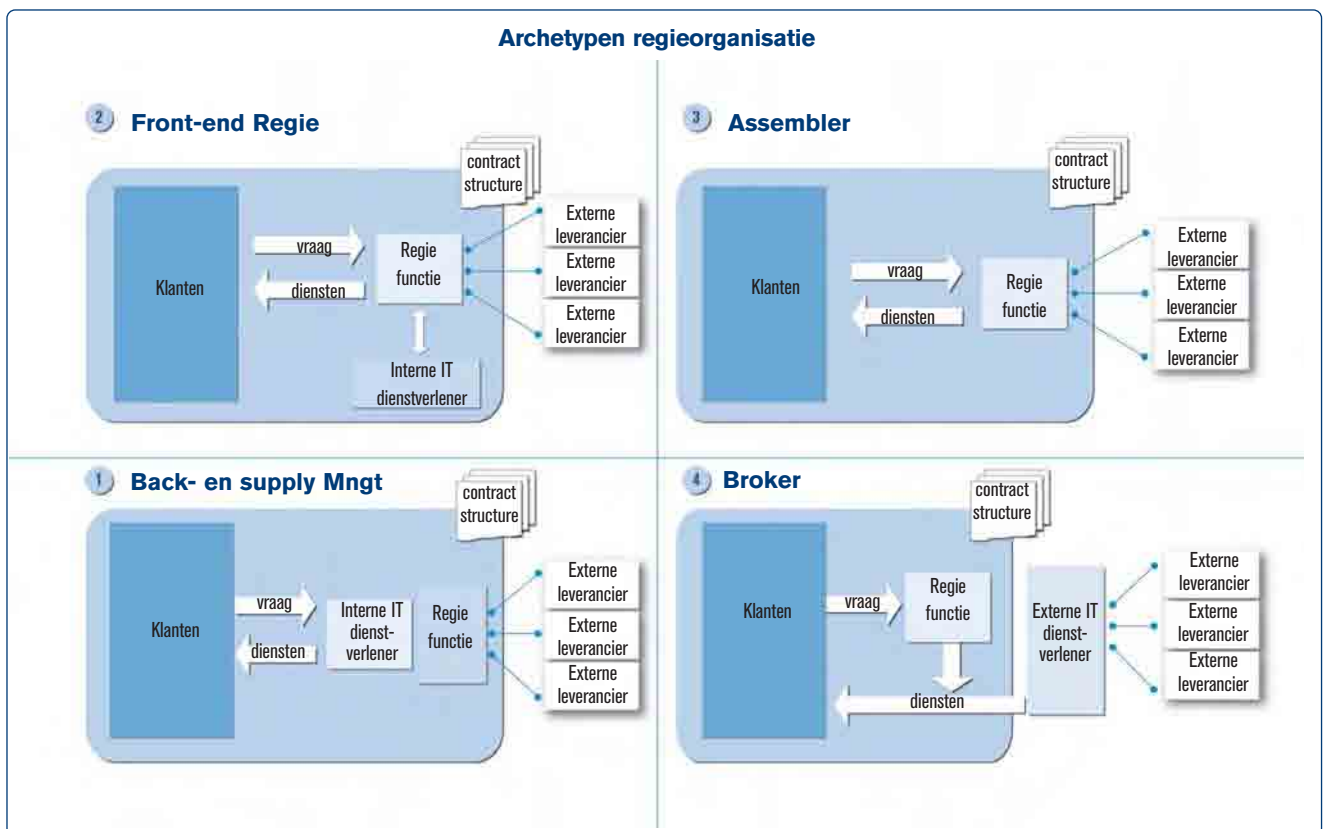 Archetypen regieorganisatie
2 Front-end Regie
contract
structure
Klanten
vraag
diensten
Regie
functie
Interne IT
dienstverlener
Externe
leverancier
Externe
leverancier
Externe
leverancier
3 Assembler
contract
structure
Klanten
vraag
diensten
Regie
functie
Externe
leverancier
Externe
leverancier
Externe
leverancier
1 Back- en supply Mngt
contract
structure
Klanten
vraag
diensten
Interne IT
dienst-
verlener
Regie
functie
Externe
leverancier
Externe
leverancier
Externe
leverancier
4 Broker
contract
structure
Klanten
vraag
Regie
functie
diensten
Externe IT
dienst-
verlener
Externe
leverancier
Externe
leverancier
Externe
leverancier